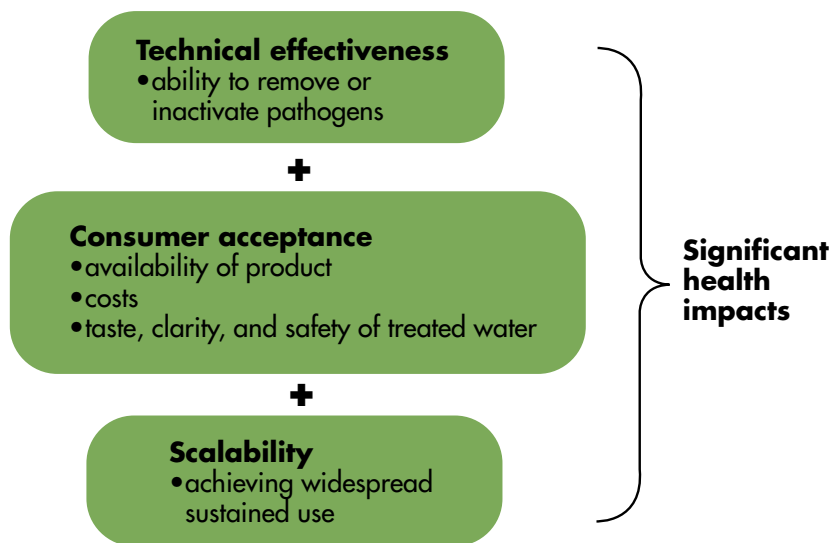 Technical effectiveness
•ability to remove or
inactivate pathogens
+
Consumer acceptance
•availability of product
•costs
•taste, clarity, and safety of treated water
+
Scalability
•achieving widespread
sustained use
Significant
health
impacts